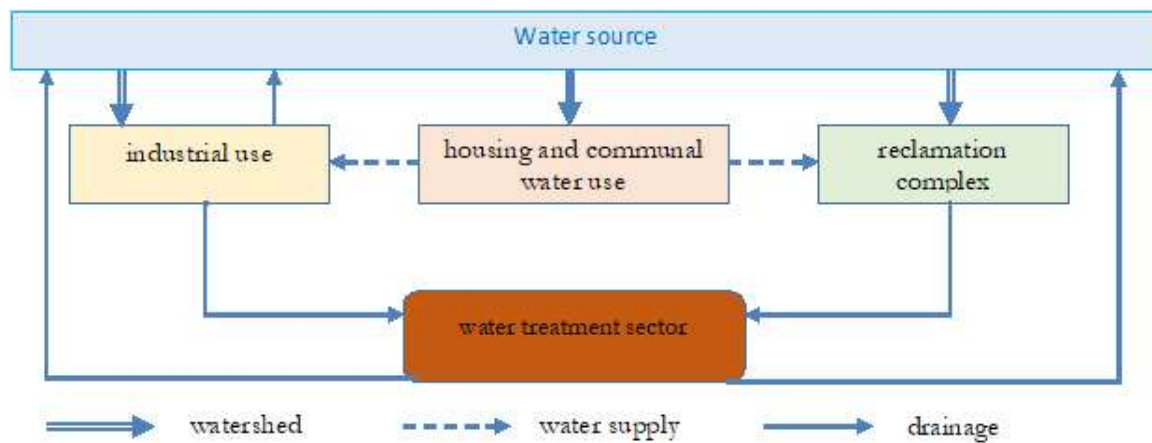 Water source
industrial use
housing and communal
water use
reclamation
complex
water treatment sector
watershed
water supply
drainage